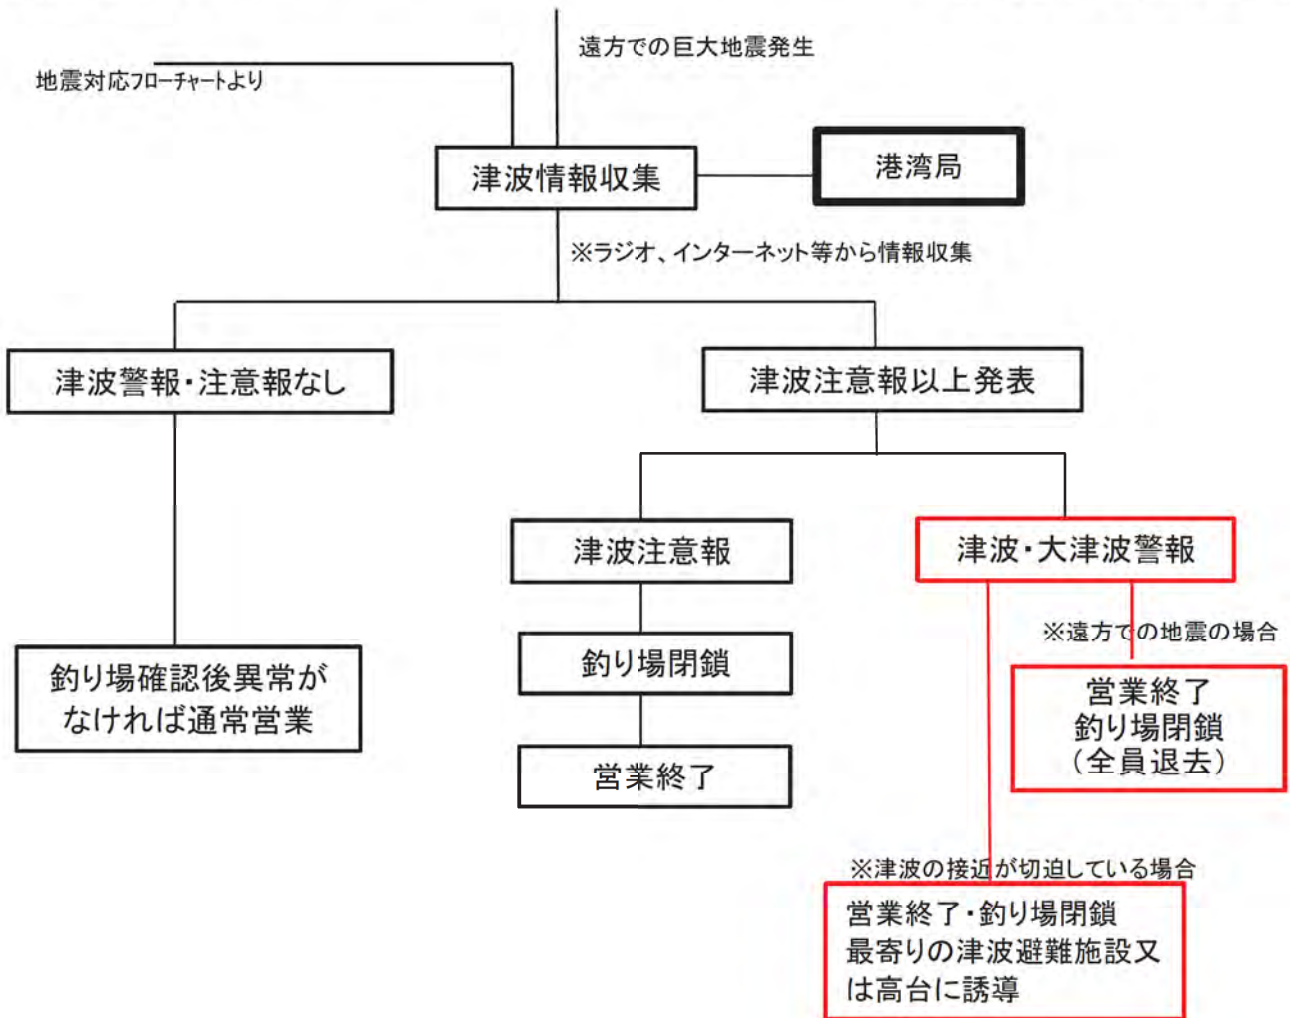 遠方での巨大地震発生
地震対応フローチャートより
津波情報収集
港湾局
※ラジオ、インターネット等から情報収集
津波警報・注意報なし
津波注意報以上発表
津波注意報
津波・大津波警報
※遠方での地震の場合
釣り場確認後異常が
なければ通常営業
釣り場閉鎖
営業終了
営業終了
釣り場閉鎖
(全員退去)
※津波の接近が切迫している場合
営業終了・釣り場閉鎖
最寄りの津波避難施設又
は高台に誘導